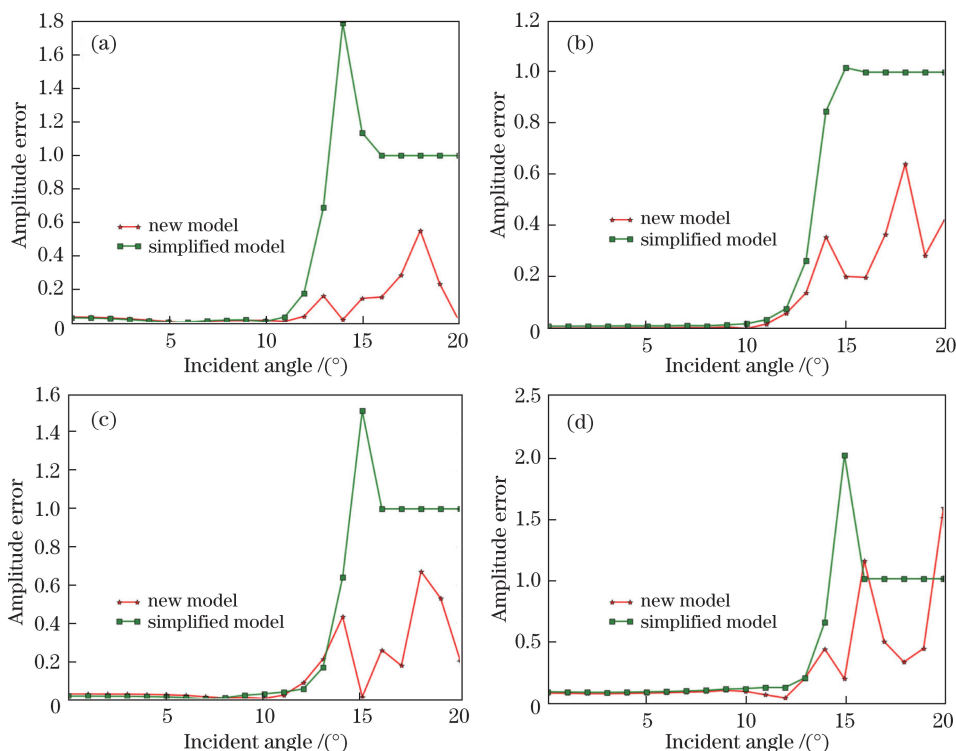 (a)
Amplitude error
1.8
1.6
1.4
1.2
1.0
0.8
0.6
0.4
0.2
0
new model
simplified model
5
10
15
20
Incident angle /(°)
(b)
Amplitude error
1.2
1.0
0.8
0.6
0.4
0.2
0
new model
simplified model
5
10
15
20
Incident angle /(°)
(c)
Amplitude error
1.6
1.4
1.2
1.0
0.8
0.6
0.4
0.2
0
new model
simplified model
5
10
15
20
Incident angle /(°)
(d)
Amplitude error
2.5
2.0
1.5
1.0
0.5
0
new model
simplified model
5
10
15
20
Incident angle /(°)